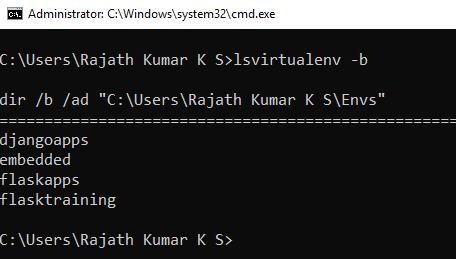 Administrator: C:\Windows\system32\cmd.exe
C:\Users\Rajath Kumar K S>lsvirtualenv -b
dir /b /ad "C:\Users\Rajath Kumar K S\Envs"
==============================================
djangoapps
embedded
flaskapps
flasktraining
C:\Users\Rajath Kumar K S>